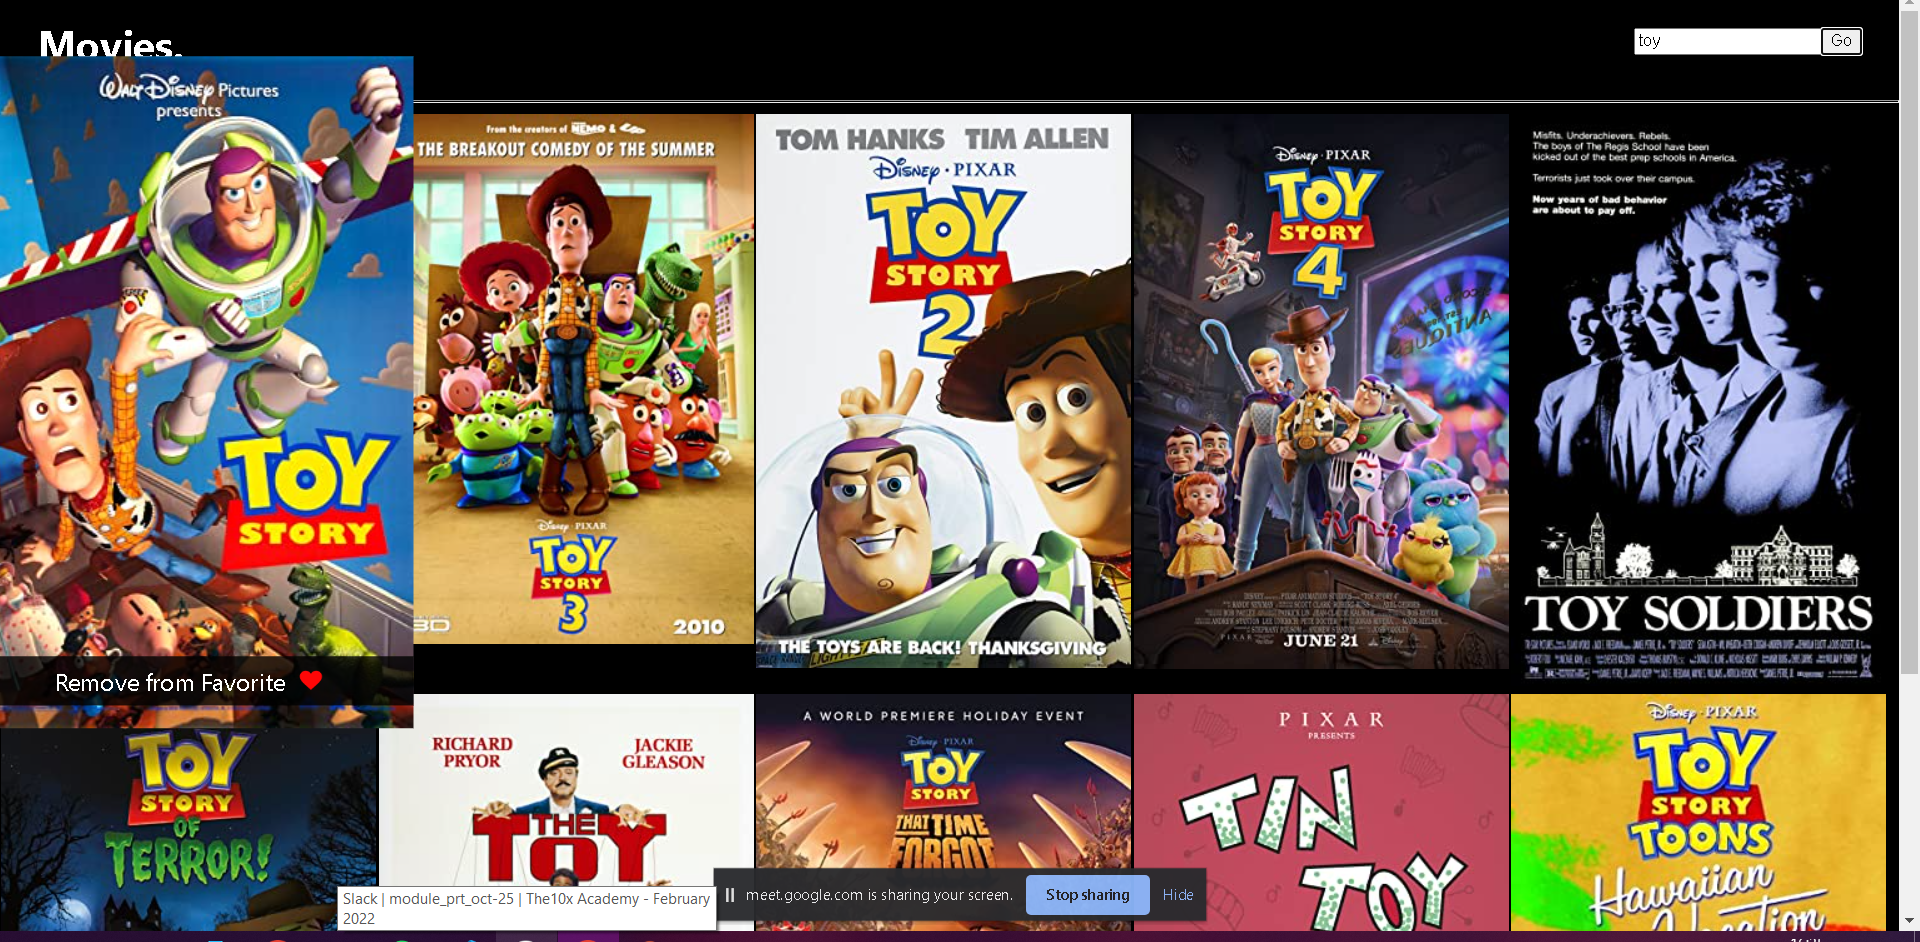 Movies.
toy
Go
WALT DISNEY Pictures
presents
TOY
STORY
Remove from Favorite
From the creators of NEMO &
THE BREAKOUT COMEDY OF THE SUMMER
DISNEY · PIXAR
TOY
STORY
3
3D
2010
TOM HANKS TIM ALLEN
DISNEY · PIXAR
TOY
STORY
2
THE TOYS ARE BACK! THANKSGIVING
DISNEY · PIXAR
TOY
STORY
4
ANTIQUES
JUNE 21
Misfits. Underachievers. Rebels.
The boys of The Regis School have been
kicked out of the best prep schools in America.
Terrorists just took over their campus.
Now years of bad behavior
are about to pay off.
TOY SOLDIERS
TOY
STORY
OF
TERROR!
RICHARD
PRYOR
JACKIE
GLEASON
THE
TOY
A WORLD PREMIERE HOLIDAY EVENT
DISNEY PIXAR
TOY
STORY
THAT TIME
FORGOT
PIXAR
PRESENTS
TIN
TOY
DISNEY · PIXAR
TOY
STORY
TOONS
Hawaiian
Vacation
Slack | module_prt_oct-25 | The10x Academy - February
2022
meet.google.com is sharing your screen.
Stop sharing
Hide